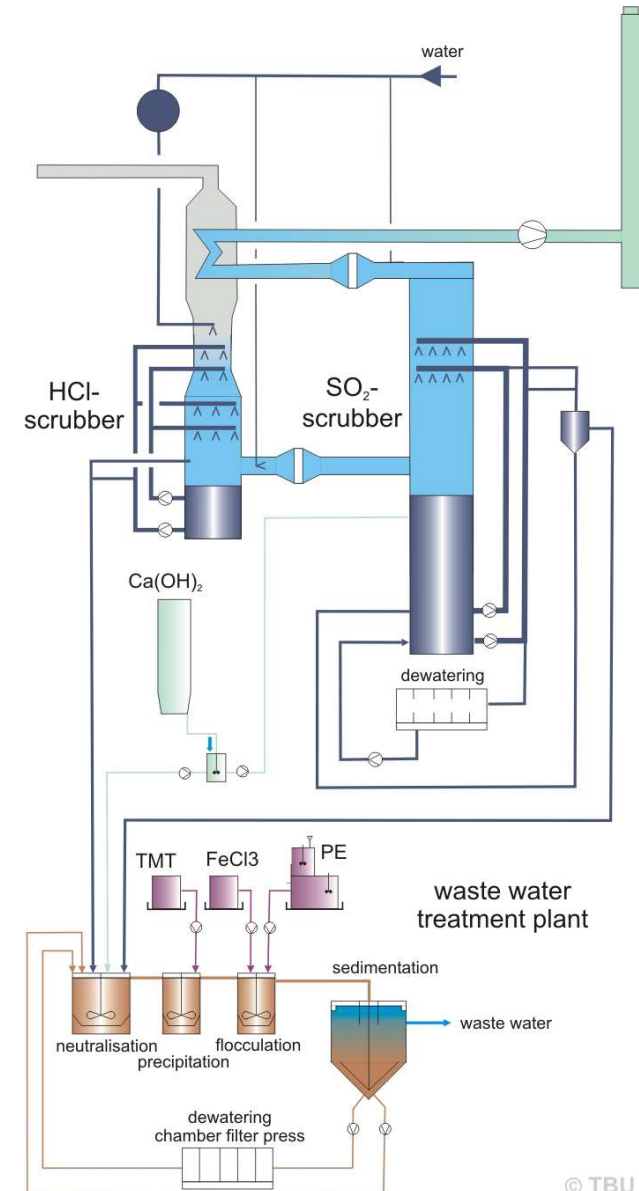 water
HCl-
scrubber
SO₂-
scrubber
Ca(OH)₂
dewatering
TMT
FeCl3
PE
waste water
treatment plant
sedimentation
waste water
neutralisation
precipitation
flocculation
dewatering
chamber filter press
© TBU